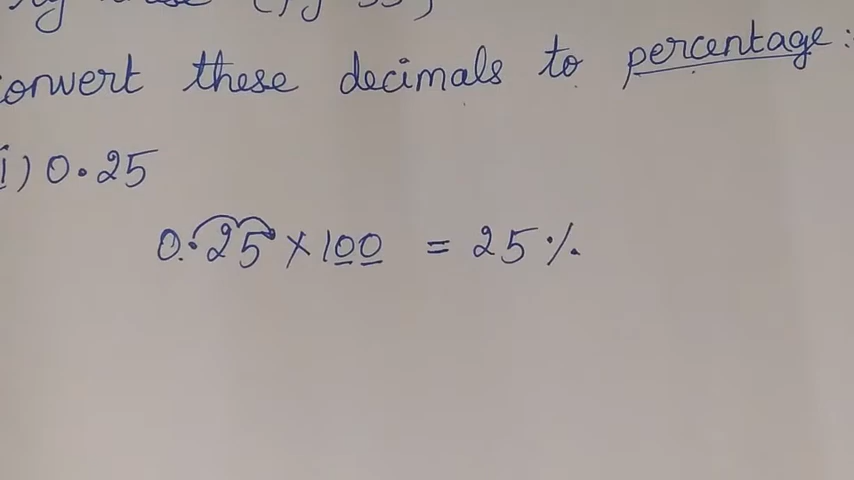 convert these decimals to percentage:
i) 0.25
0.25 × 100 = 25%